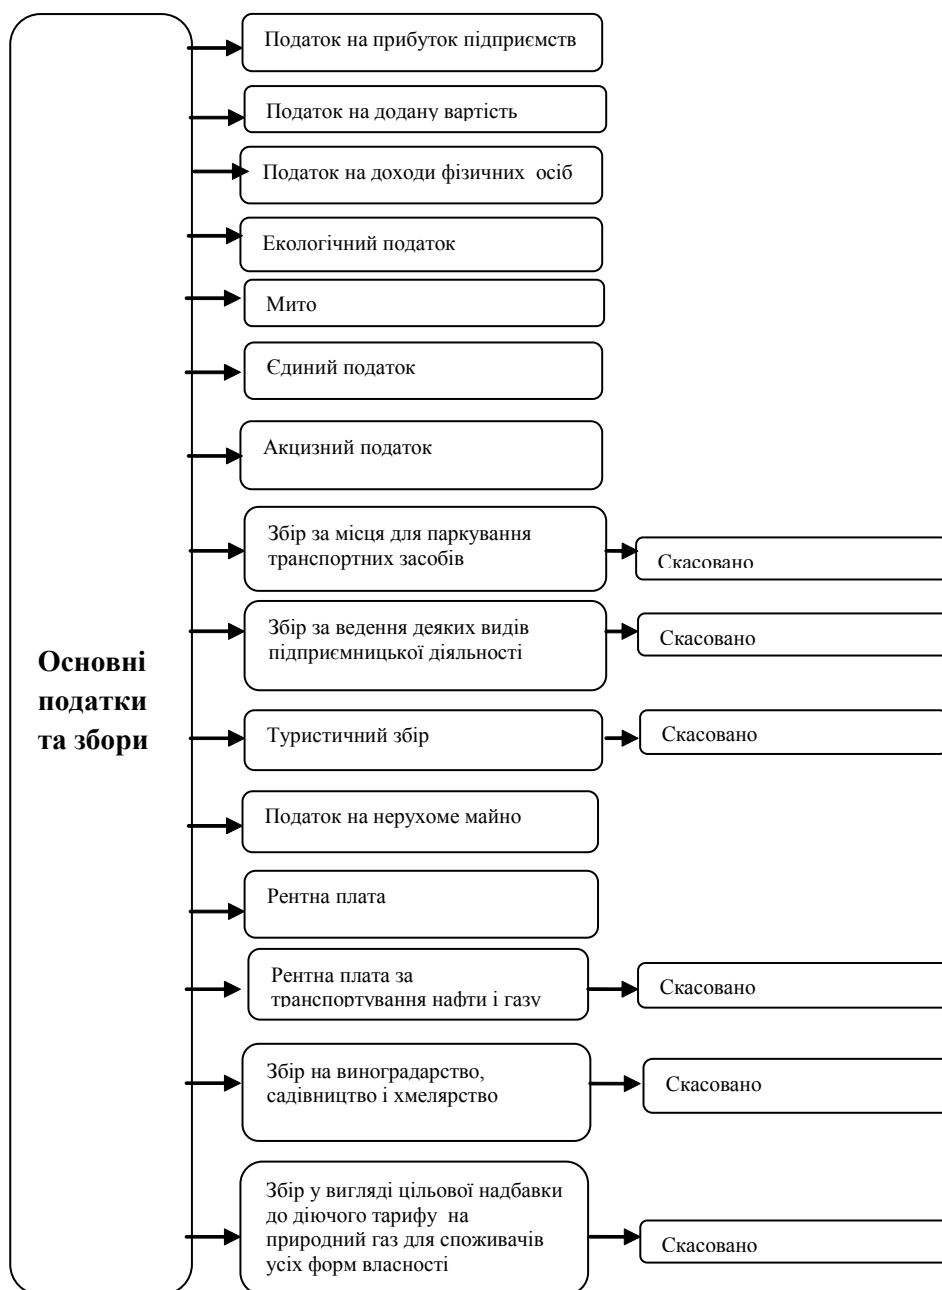 Податок на прибуток підприємств
Податок на додану вартість
Податок на доходи фізичних осіб
Екологічний податок
Мито
Єдиний податок
Акцизний податок
Збір за місця для паркування
транспортних засобів
Скасовано
Збір за ведення деяких видів
підприємницької діяльності
Скасовано
Основні
податки
та збори
Туристичний збір
Скасовано
Податок на нерухоме майно
Рентна плата
Рентна плата за
транспортування нафти і газу
Скасовано
Збір на виноградарство,
садівництво і хмелярство
Скасовано
Збір у вигляді цільової надбавки
до діючого тарифу на
природний газ для споживачів
усіх форм власності
Скасовано